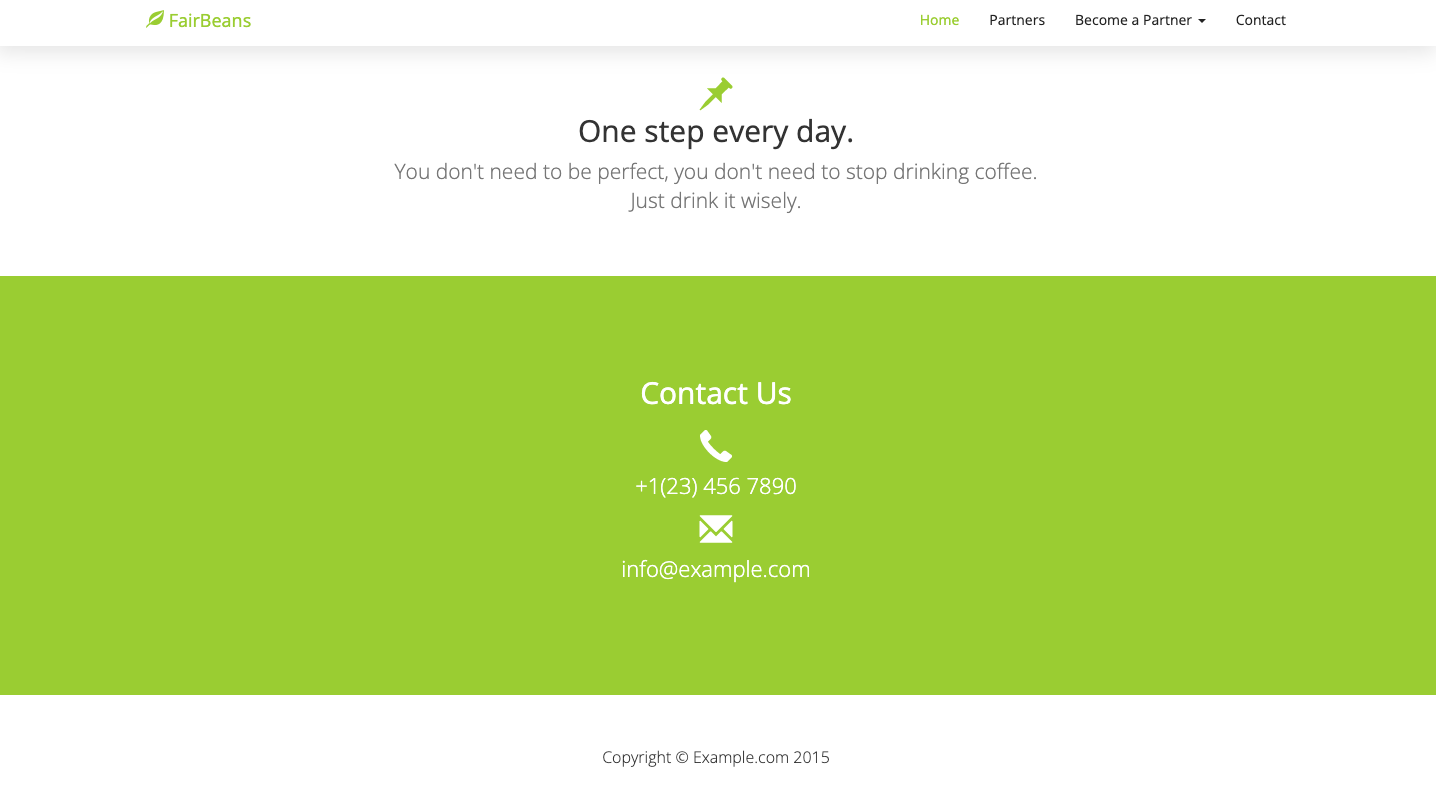 FairBeans
Home Partners Become a Partner Contact
One step every day.
You don't need to be perfect, you don't need to stop drinking coffee.
Just drink it wisely.
Contact Us
+1(23) 456 7890
info@example.com
Copyright © Example.com 2015